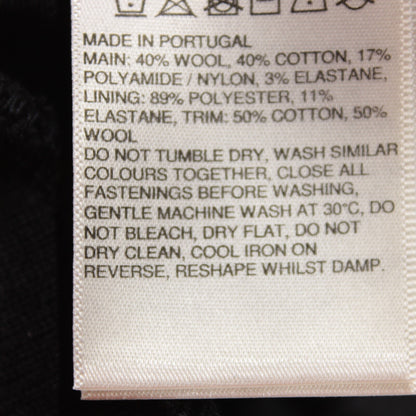 MADE IN PORTUGAL
MAIN: 40% WOOL, 40% COTTON, 17%
POLYAMIDE / NYLON, 3% ELASTANE,
LINING: 89% POLYESTER, 11%
ELASTANE, TRIM: 50% COTTON, 50%
WOOL
DO NOT TUMBLE DRY, WASH SIMILAR
COLOURS TOGETHER, CLOSE ALL
FASTENINGS BEFORE WASHING,
GENTLE MACHINE WASH AT 30°C, DO
NOT BLEACH, DRY FLAT, DO NOT
DRY CLEAN, COOL IRON ON
REVERSE, RESHAPE WHILST DAMP.